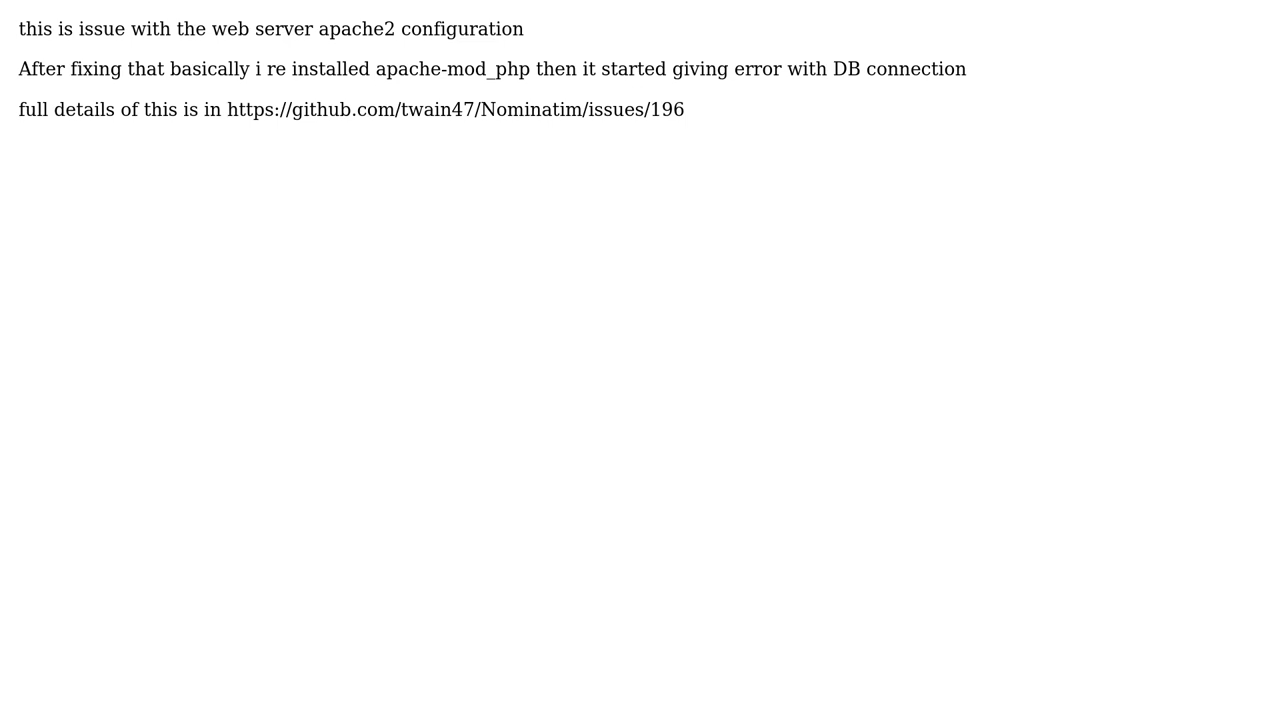 this is issue with the web server apache2 configuration
After fixing that basically i re installed apache-mod_php then it started giving error with DB connection
full details of this is in https://github.com/twain47/Nominatim/issues/196